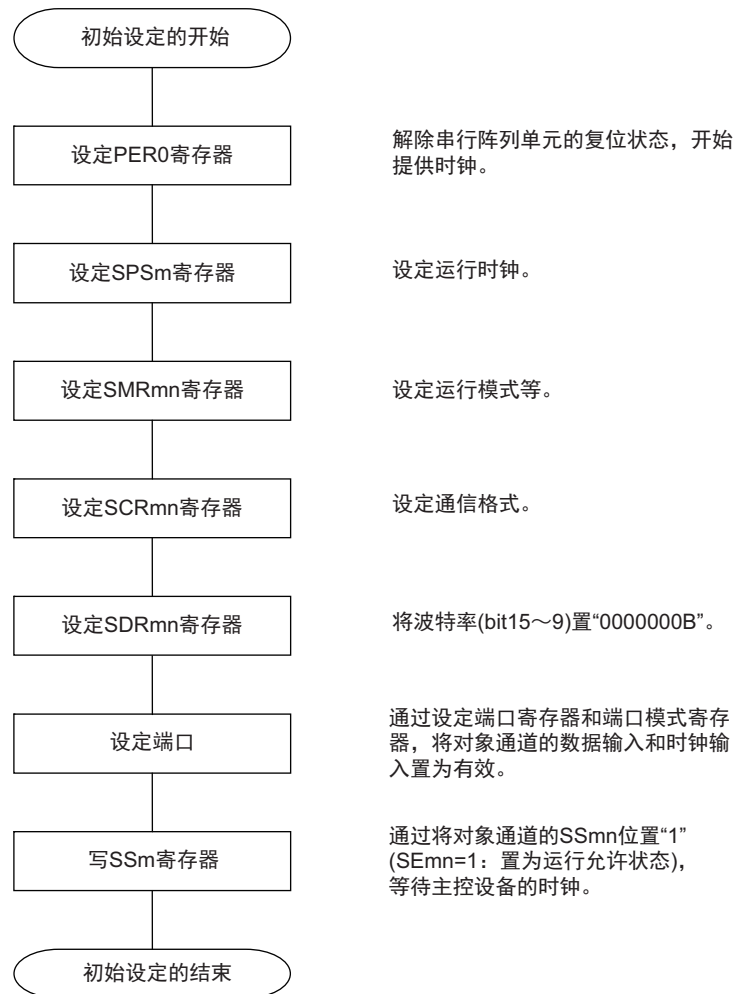 初始设定的开始
设定PER0寄存器
解除串行阵列单元的复位状态，开始
提供时钟。
设定SPSm寄存器
设定运行时钟。
设定SMRmn寄存器
设定运行模式等。
设定SCRmn寄存器
设定通信格式。
设定SDRmn寄存器
将波特率(bit15～9)置“0000000B”。
设定端口
通过设定端口寄存器和端口模式寄存
器，将对象通道的数据输入和时钟输
入置为有效。
写SSm寄存器
通过将对象通道的SSmn位置“1”
(SEmn=1：置为运行允许状态)，
等待主控设备的时钟。
初始设定的结束